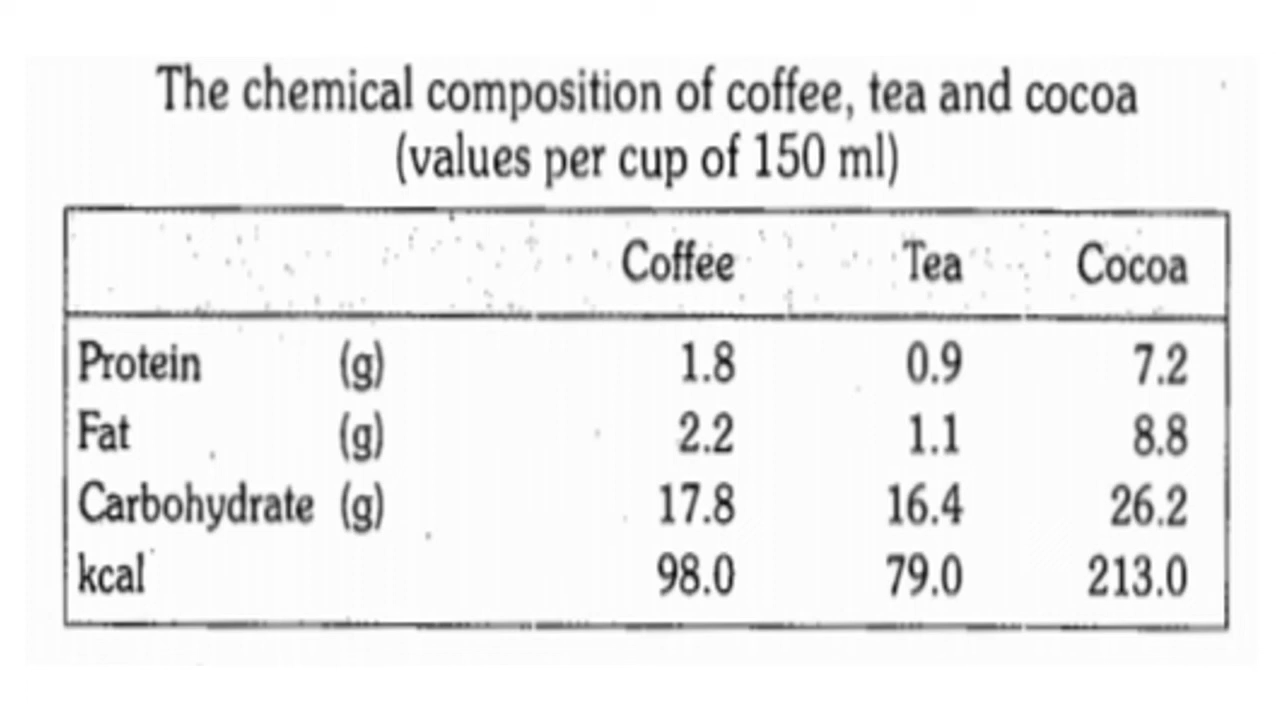 The chemical composition of coffee, tea and cocoa
(values per cup of 150 ml)
Coffee Tea Cocoa
Protein (g) 1.8 0.9 7.2
Fat (g) 2.2 1.1 8.8
Carbohydrate (g) 17.8 16.4 26.2
kcal 98.0 79.0 213.0